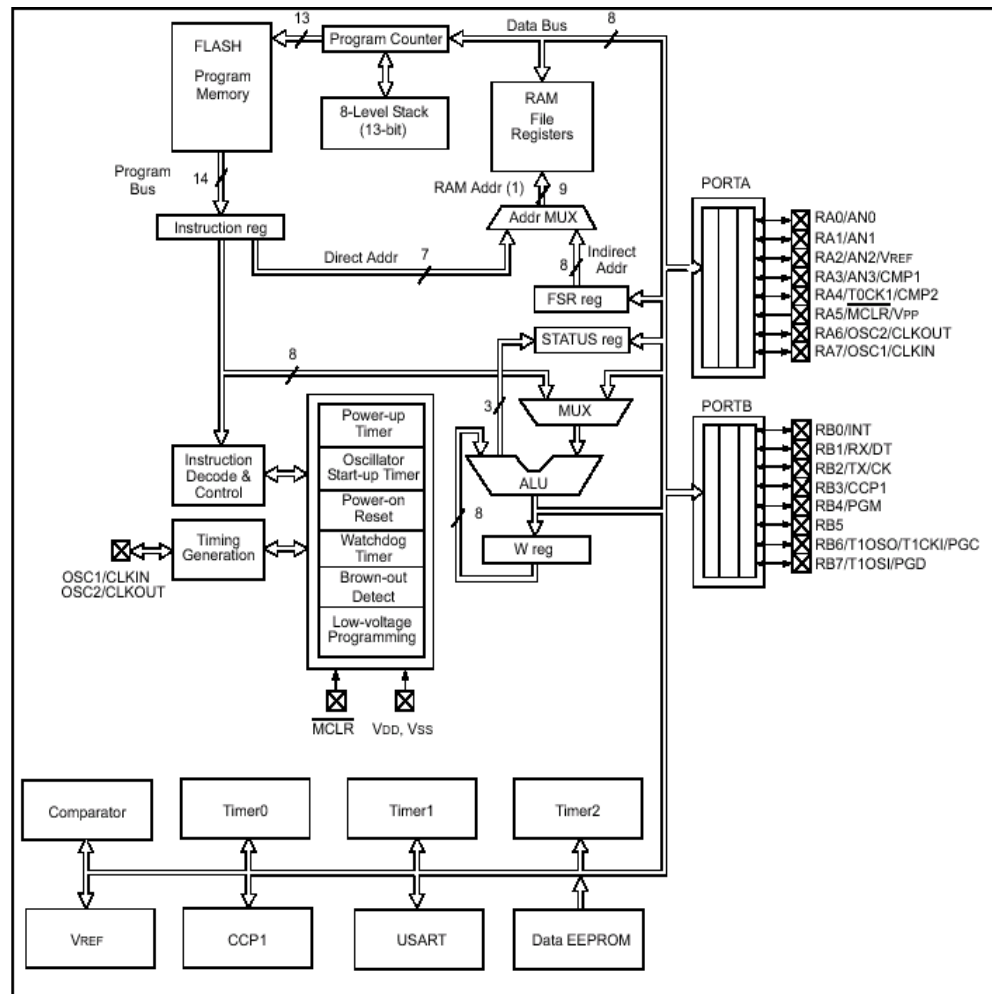 13
Data Bus
8
FLASH
Program
Memory
Program Counter
8-Level Stack
(13-bit)
RAM
File
Registers
Program
Bus
14
RAM Addr (1)
9
Addr MUX
Instruction reg
Direct Addr
7
8
Indirect
Addr
FSR reg
STATUS reg
8
3
MUX
Power-up
Timer
Oscillator
Start-up Timer
Power-on
Reset
Watchdog
Timer
Brown-out
Detect
Low-voltage
Programming
Instruction
Decode &
Control
Timing
Generation
OSC1/CLKIN
OSC2/CLKOUT
ALU
8
W reg
MCLR
VDD, VSS
PORTA
RA0/AN0
RA1/AN1
RA2/AN2/VREF
RA3/AN3/CMP1
RA4/T0CK1/CMP2
RA5/MCLR/VPP
RA6/OSC2/CLKOUT
RA7/OSC1/CLKIN
PORTB
RB0/INT
RB1/RX/DT
RB2/TX/CK
RB3/CCP1
RB4/PGM
RB5
RB6/T1OSO/T1CKI/PGC
RB7/T1OSI/PGD
Comparator
Timer0
Timer1
Timer2
VREF
CCP1
USART
Data EEPROM